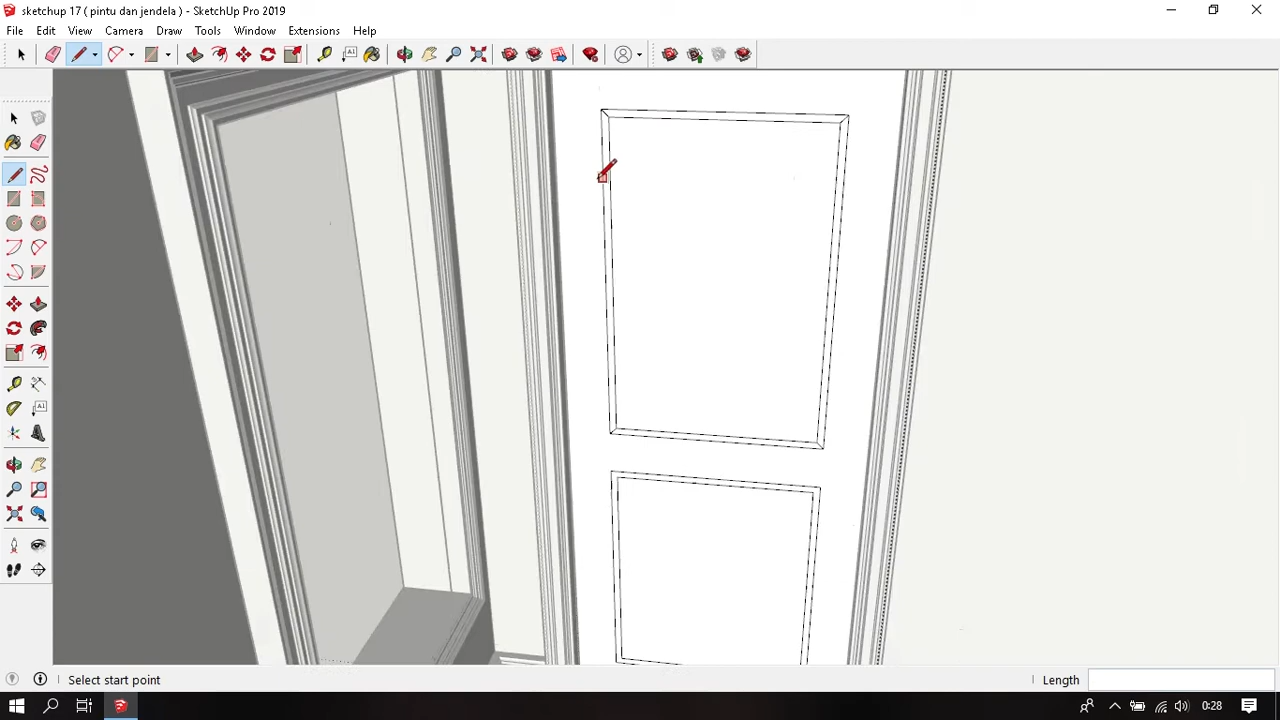 sketchup 17 ( pintu dan jendela ) - SketchUp Pro 2019
File Edit View Camera Draw Tools Window Extensions Help
Select start point
Length
0:28